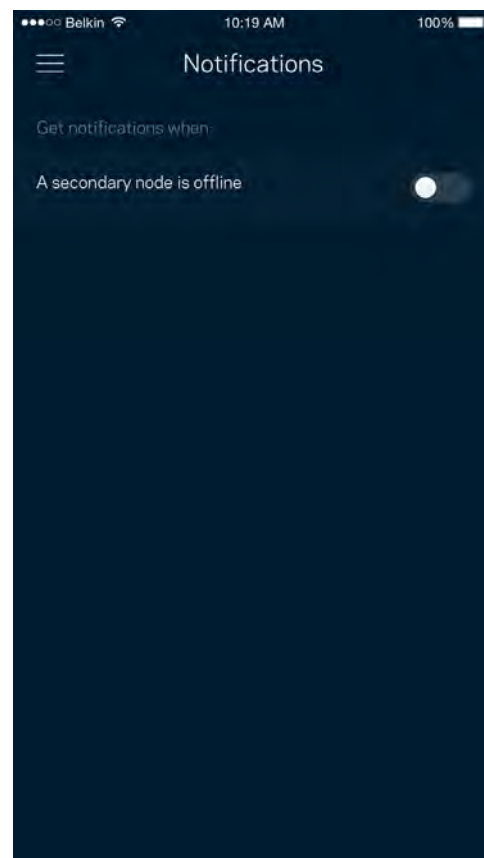 Belkin 10:19 AM 100%
Notifications
Get notifications when
A secondary node is offline